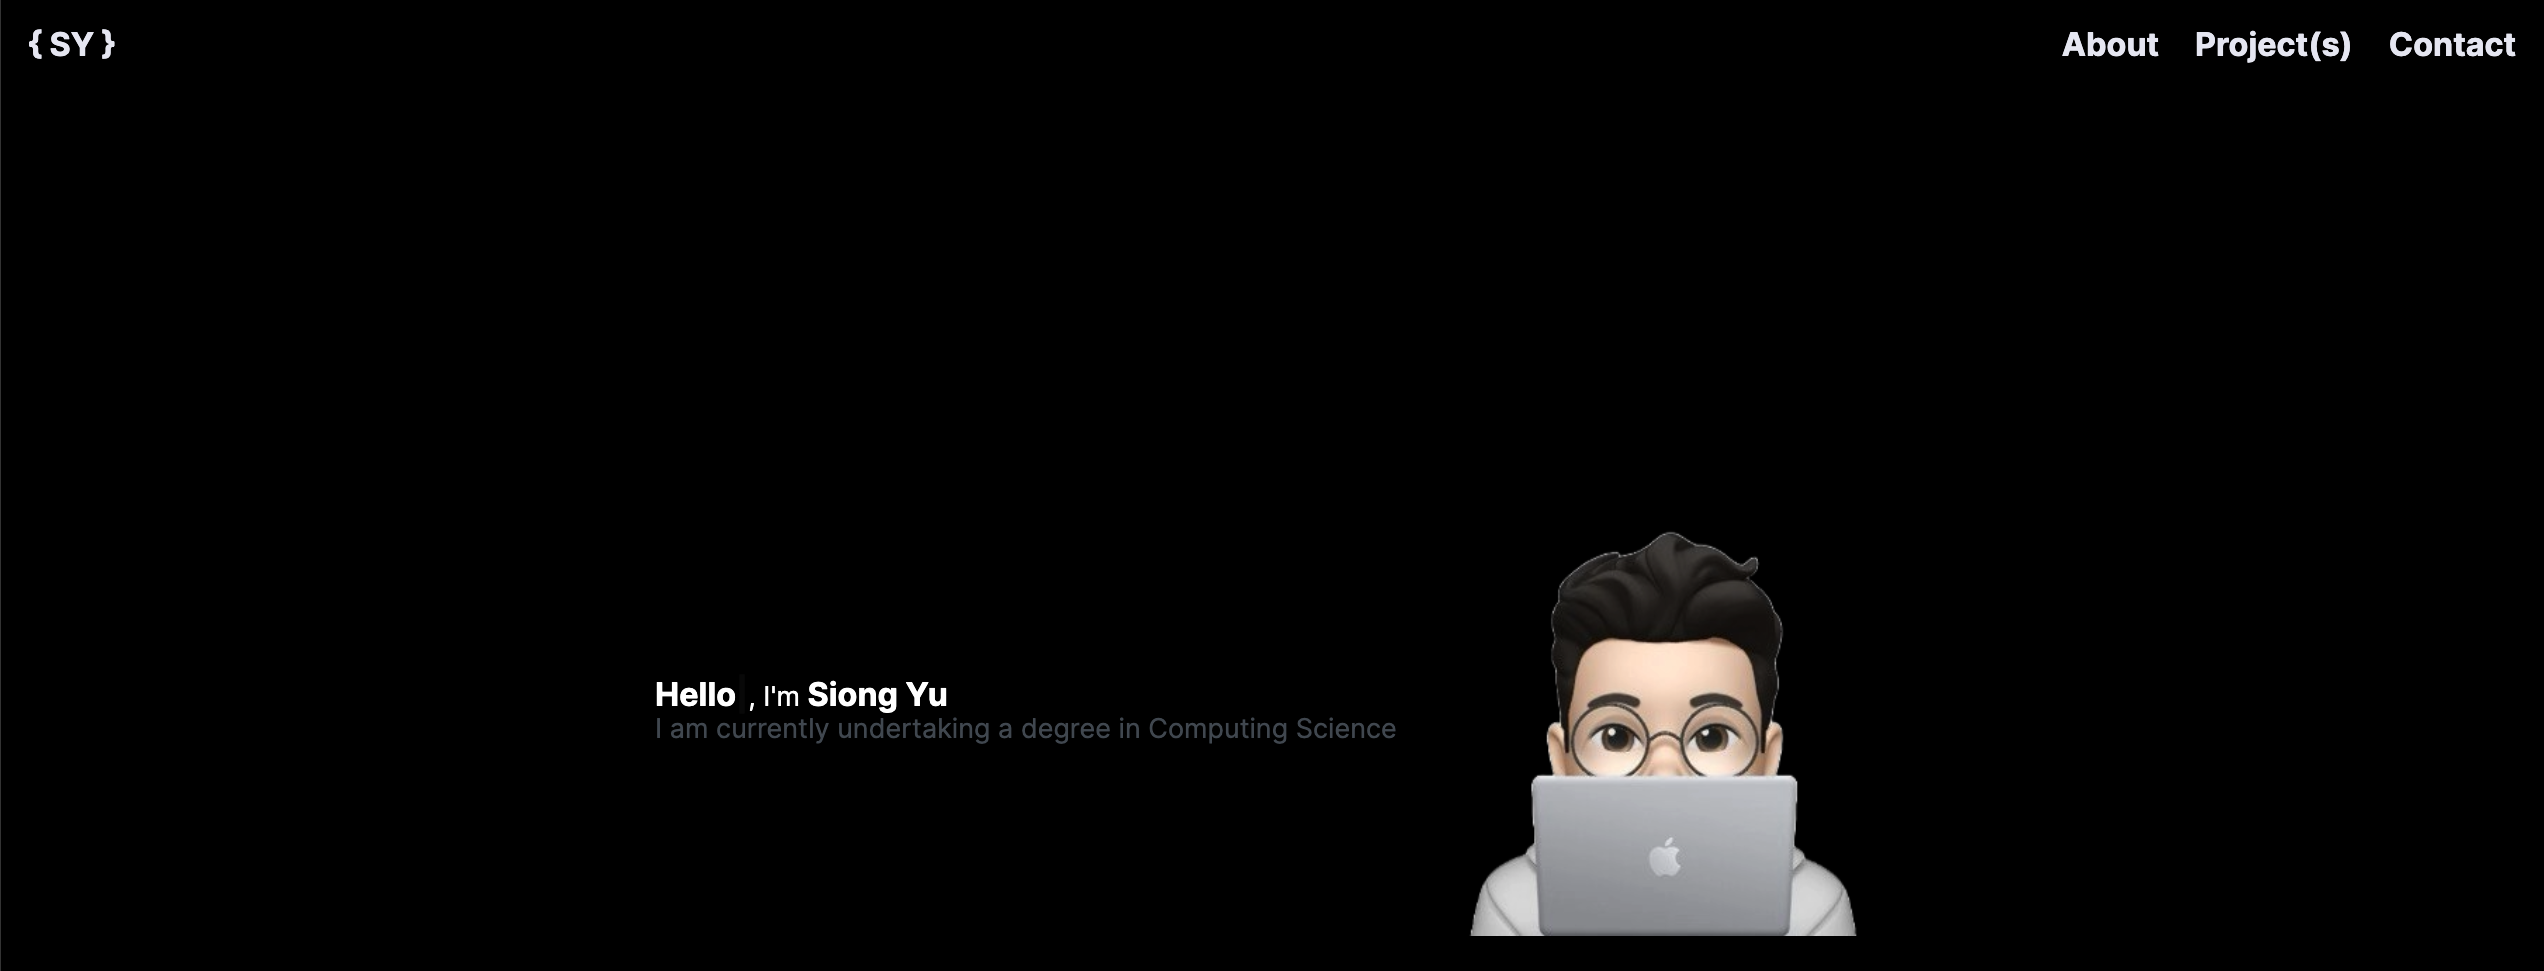 { SY }
About Project(s) Contact
Hello , I'm Siong Yu
I am currently undertaking a degree in Computing Science